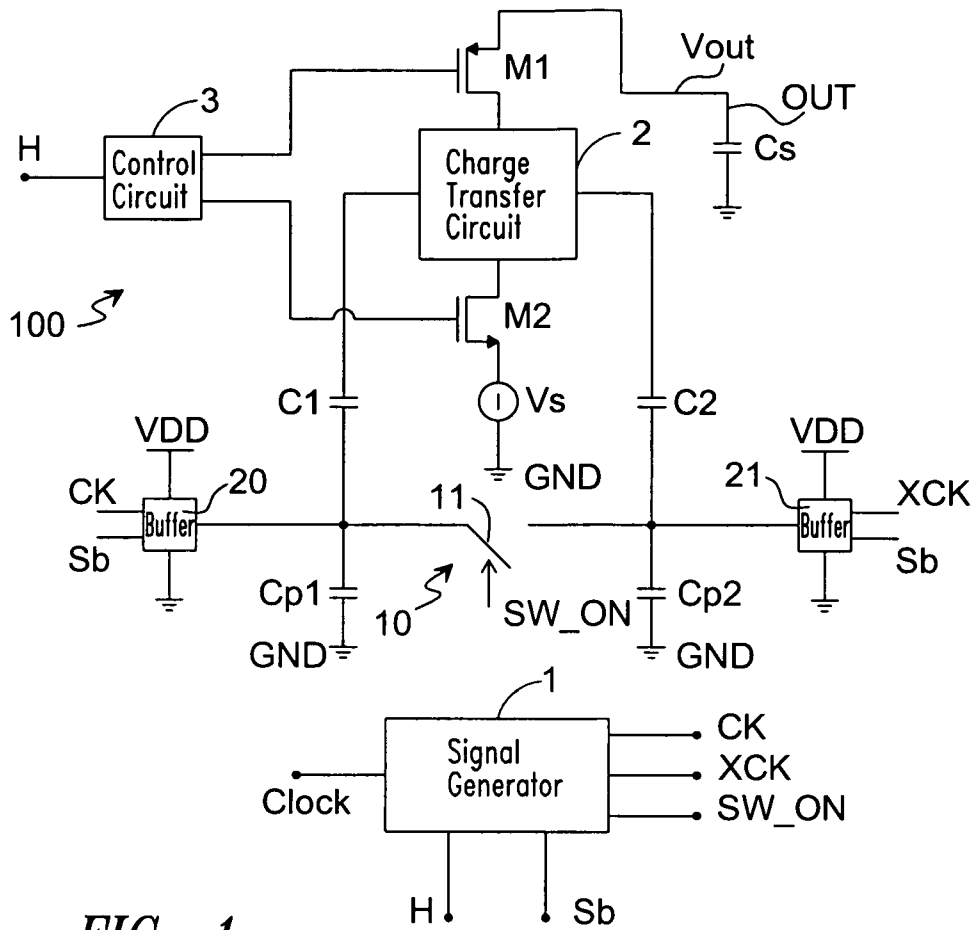 M1
Vout
OUT
3
H
Control
Circuit
Charge
Transfer
Circuit
2
Cs
100
M2
C1
Vs
C2
VDD
GND
VDD
CK
20
11
21
XCK
Buffer
Buffer
Sb
Sb
Cp1
10
SW_ON
Cp2
GND
GND
1
Signal
Generator
CK
XCK
SW_ON
Clock
H
Sb
FIG. 1